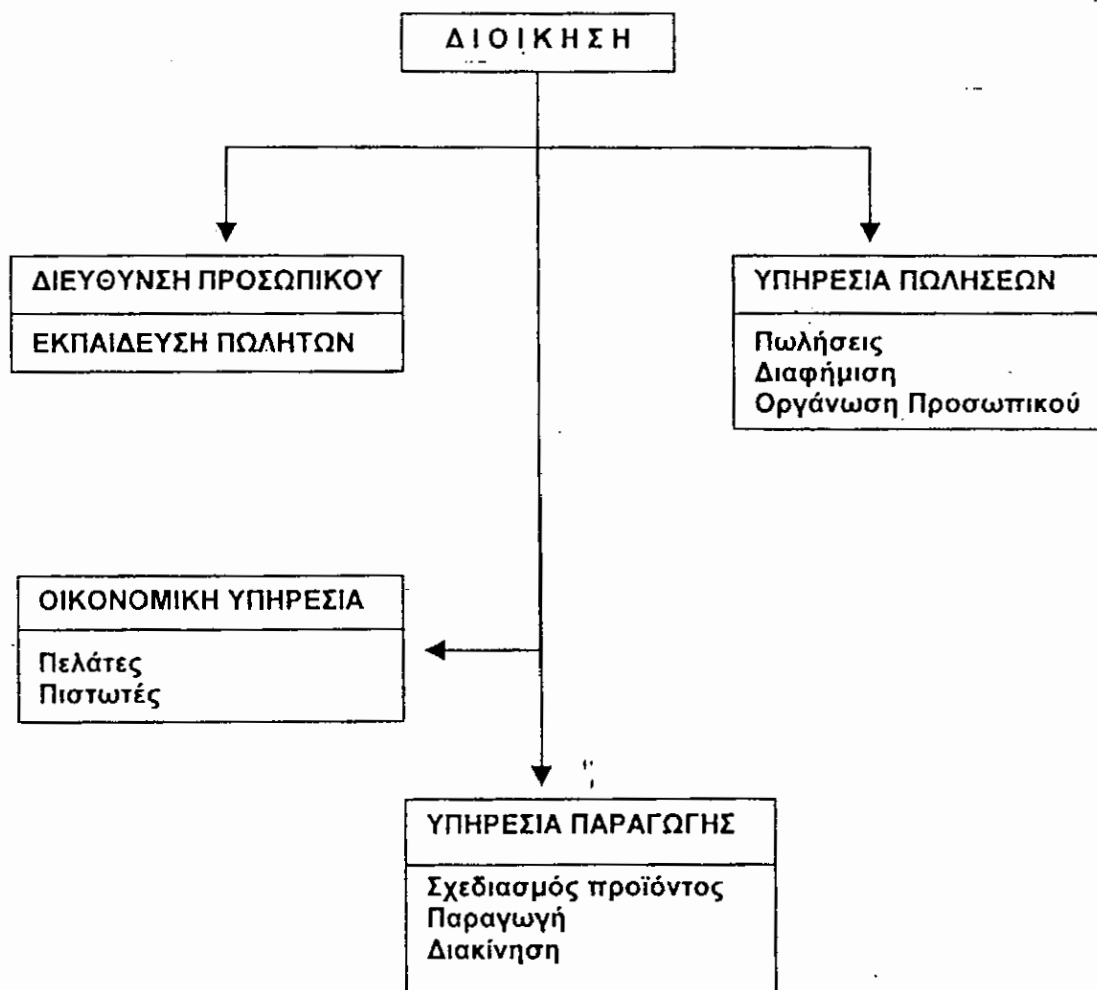 ΔΙΟΙΚΗΣΗ
ΔΙΕΥΘΥΝΣΗ ΠΡΟΣΩΠΙΚΟΥ
ΕΚΠΑΙΔΕΥΣΗ ΠΩΛΗΤΩΝ
ΥΠΗΡΕΣΙΑ ΠΩΛΗΣΕΩΝ
Πωλήσεις
Διαφήμιση
Οργάνωση Προσωπικού
ΟΙΚΟΝΟΜΙΚΗ ΥΠΗΡΕΣΙΑ
Πελάτες
Πιστωτές
ΥΠΗΡΕΣΙΑ ΠΑΡΑΓΩΓΗΣ
Σχεδιασμός προϊόντος
Παραγωγή
Διακίνηση